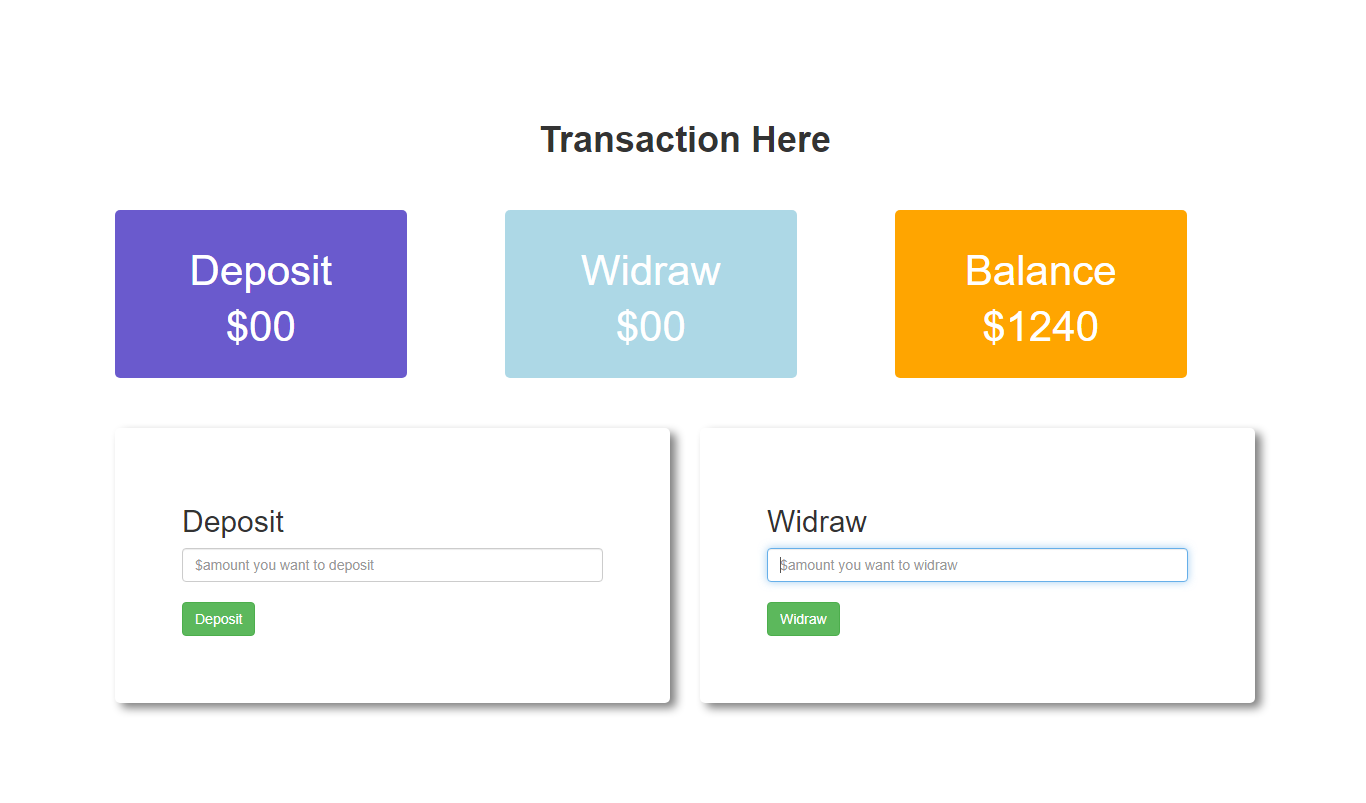 Transaction Here
Deposit
$00
Widraw
$00
Balance
$1240
Deposit
$amount you want to deposit
Deposit
Widraw
$amount you want to widraw
Widraw